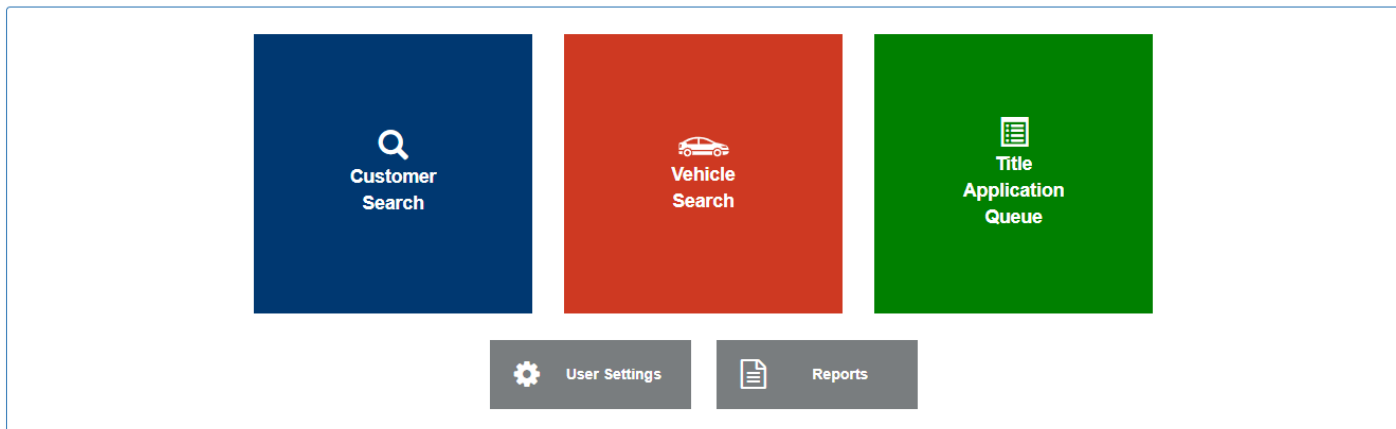 Customer
Search
Vehicle
Search
Title
Application
Queue
User Settings
Reports